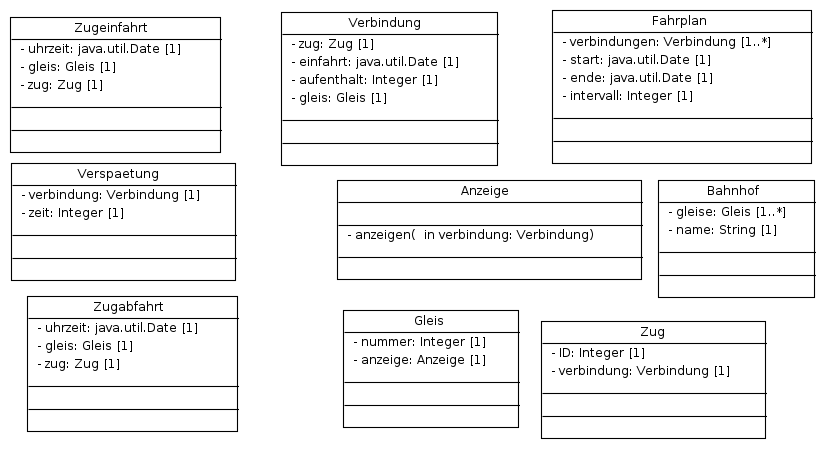 Zugeinfahrt
- uhrzeit: java.util.Date [1]
- gleis: Gleis [1]
- zug: Zug [1]
Verbindung
- zug: Zug [1]
- einfahrt: java.util.Date [1]
- aufenthalt: Integer [1]
- gleis: Gleis [1]
Fahrplan
- verbindungen: Verbindung [1..*]
- start: java.util.Date [1]
- ende: java.util.Date [1]
- intervall: Integer [1]
Verspaetung
- verbindung: Verbindung [1]
- zeit: Integer [1]
Anzeige
- anzeigen(  in verbindung: Verbindung)
Bahnhof
- gleise: Gleis [1..*]
- name: String [1]
Zugabfahrt
- uhrzeit: java.util.Date [1]
- gleis: Gleis [1]
- zug: Zug [1]
Gleis
- nummer: Integer [1]
- anzeige: Anzeige [1]
Zug
- ID: Integer [1]
- verbindung: Verbindung [1]